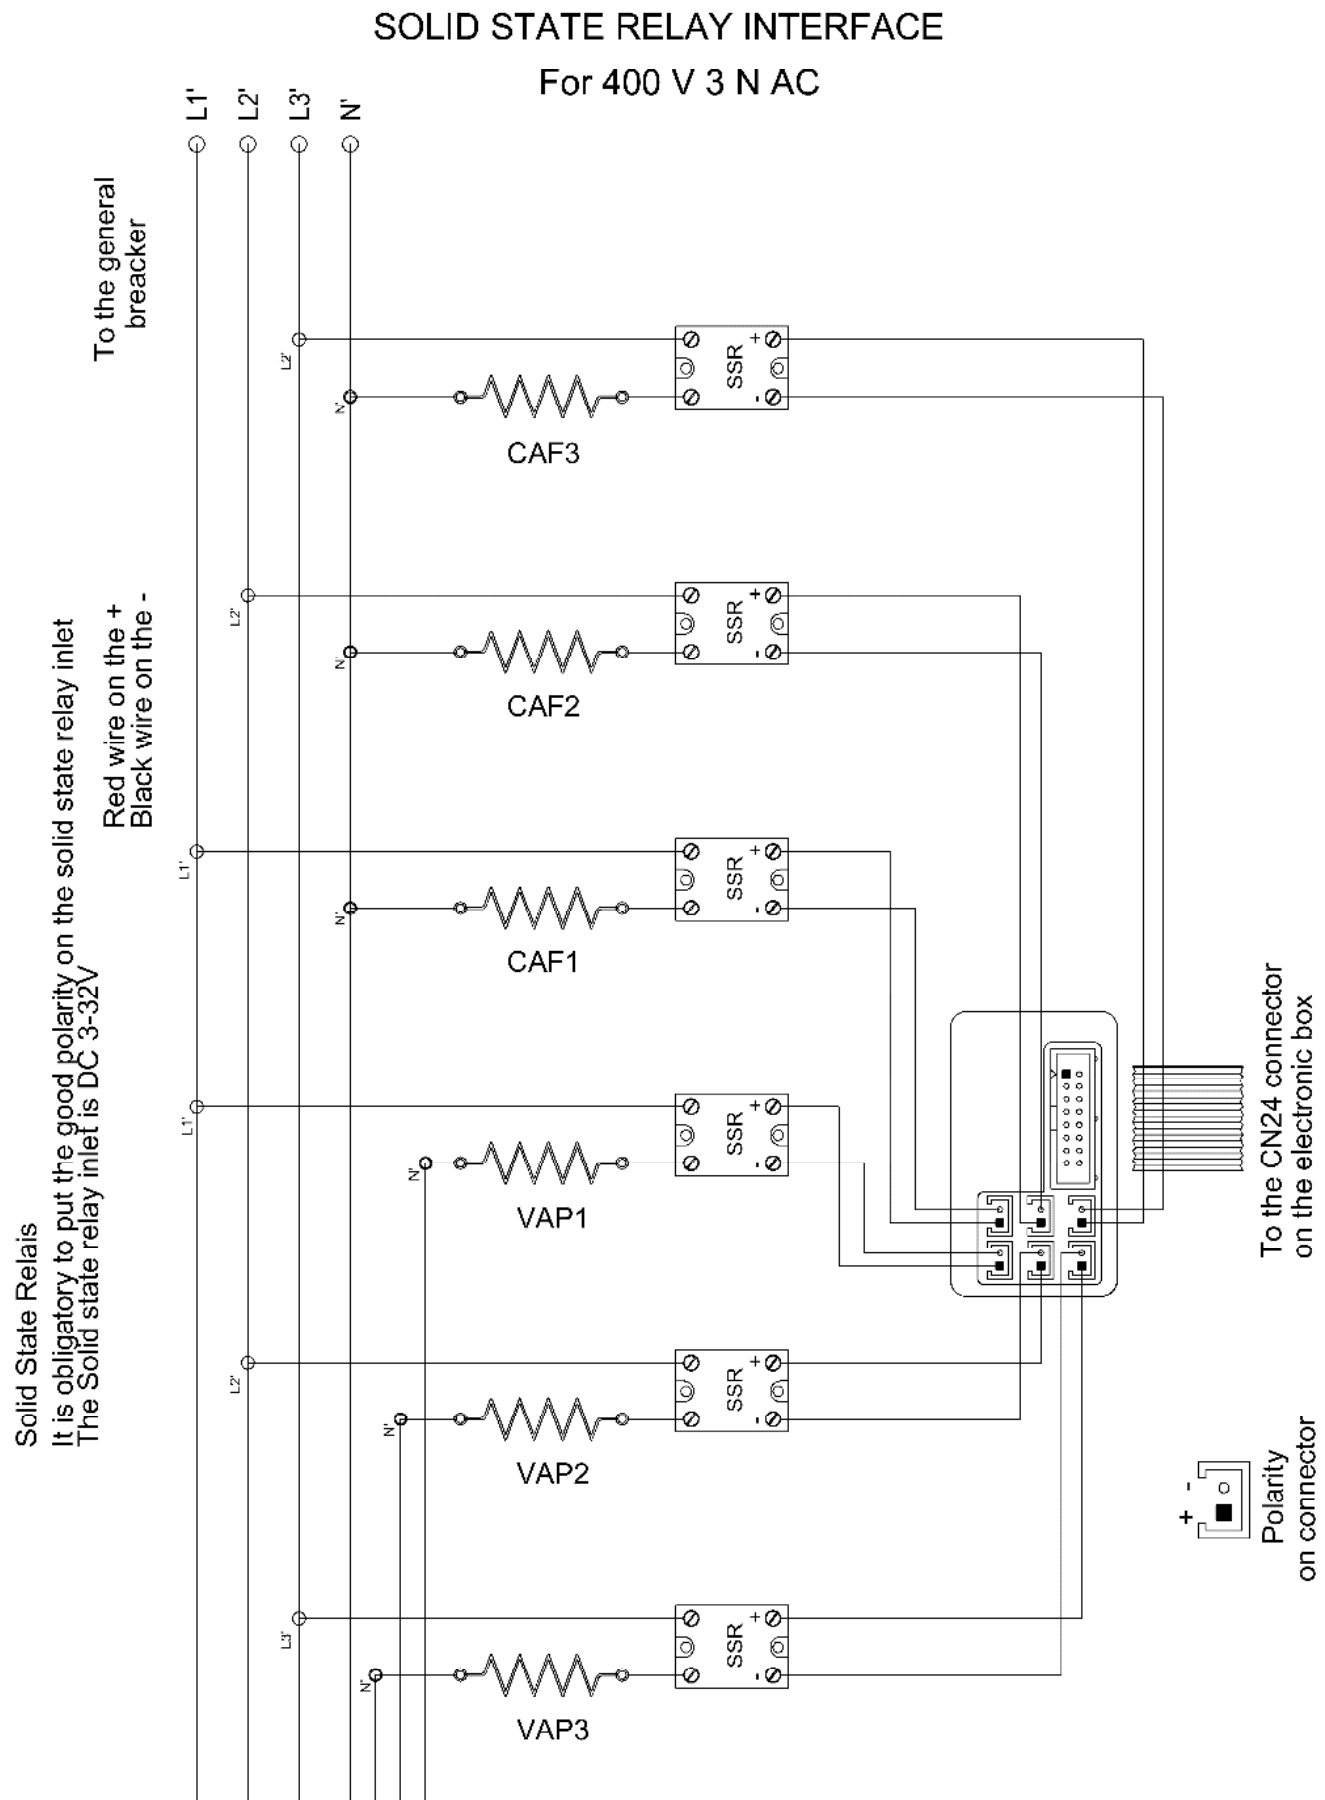 SOLID STATE RELAY INTERFACE
For 400 V 3 N AC
L1'
L2'
L3'
N'
To the general
breacker
L2'
N'
SSR
+
-
CAF3
Red wire on the +
Black wire on the -
L2'
N'
SSR
+
-
CAF2
L1'
N'
SSR
+
-
CAF1
Solid State Relais
It is obligatory to put the good polarity on the solid state relay inlet
The Solid state relay inlet is DC 3-32V
L1'
N'
SSR
+
-
VAP1
To the CN24 connector
on the electronic box
L2'
N'
SSR
+
-
VAP2
+ -
Polarity
on connector
L3'
N'
SSR
+
-
VAP3